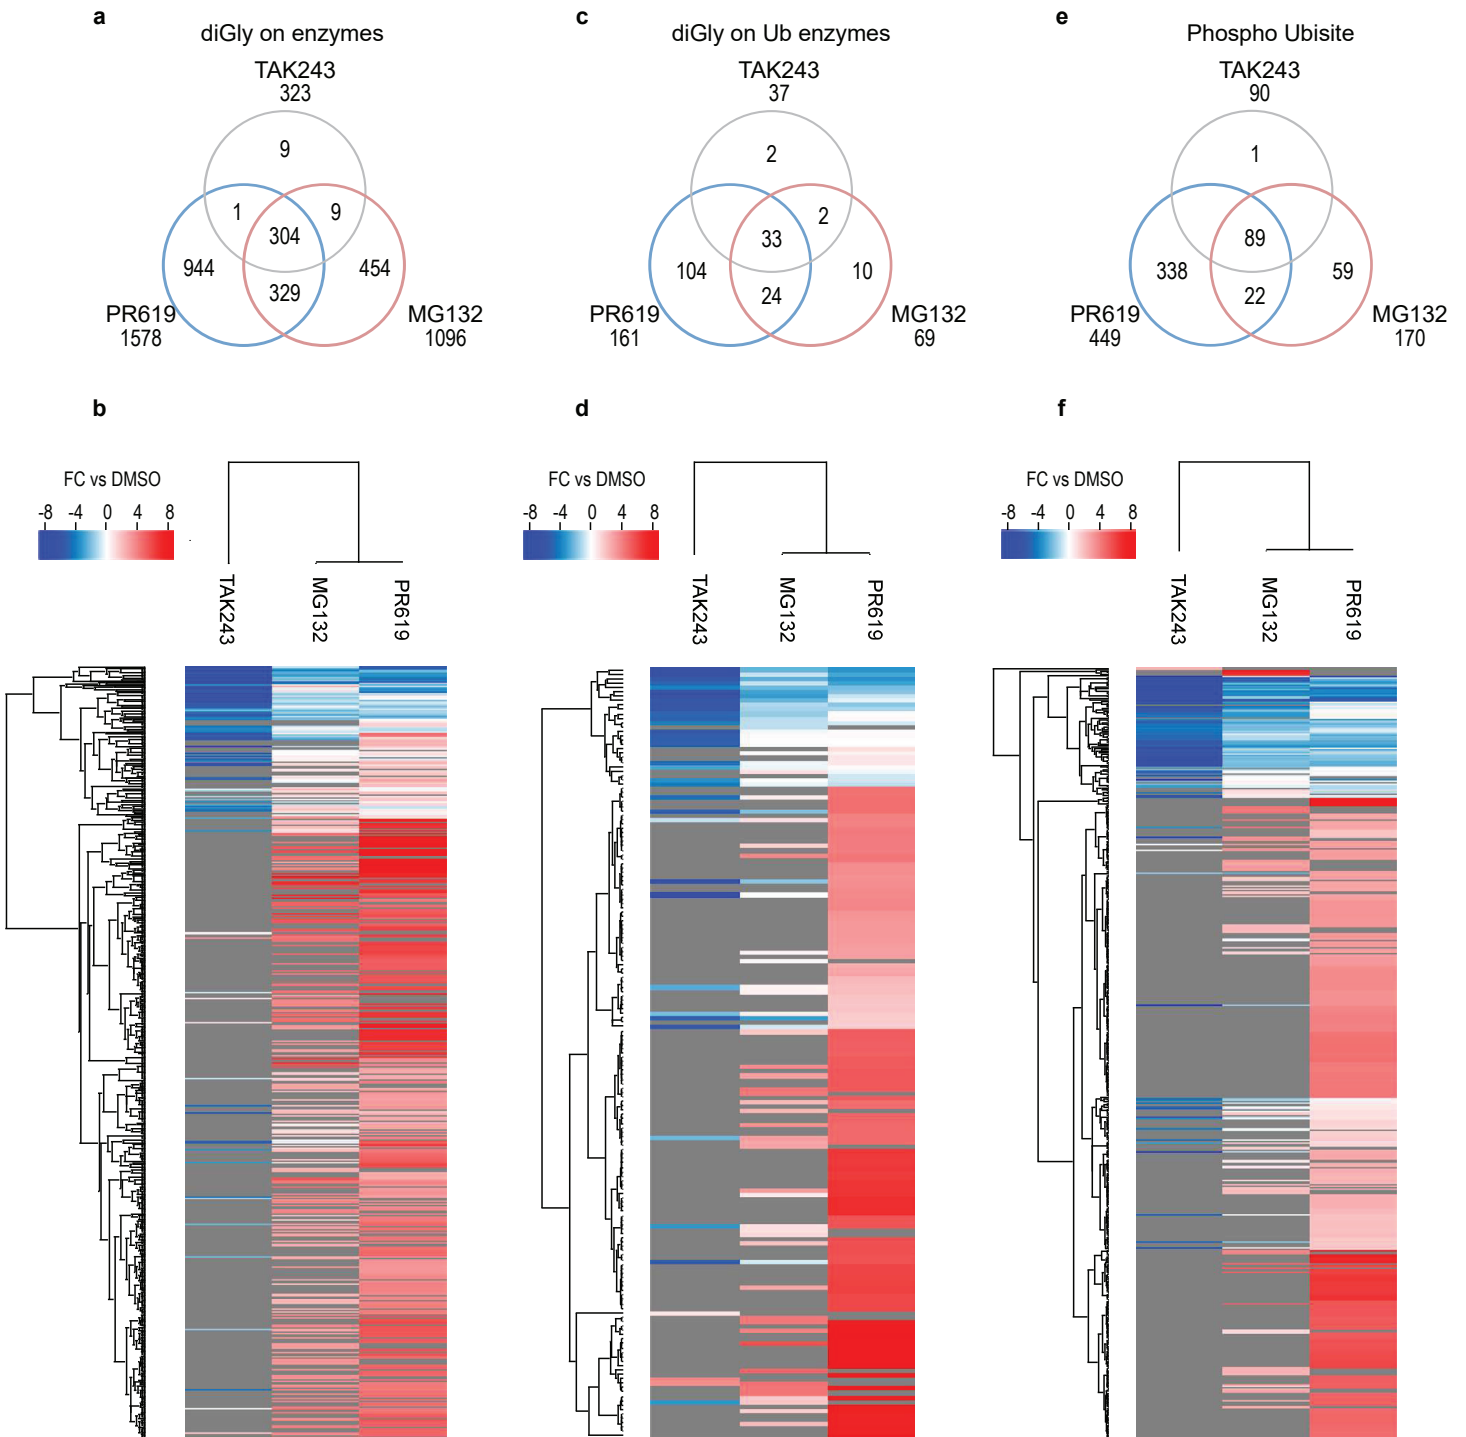 a
diGly on enzymes
TAK243
323
9
1
9
304
944
454
329
PR619
1578
MG132
1096
c
diGly on Ub enzymes
TAK243
37
2
2
33
104
10
24
PR619
161
MG132
69
e
Phospho Ubisite
TAK243
90
1
89
338
59
22
PR619
449
MG132
170
b
FC vs DMSO
-8 -4 0 4 8
TAK243
MG132
PR619
d
FC vs DMSO
-8 -4 0 4 8
TAK243
MG132
PR619
f
FC vs DMSO
-8 -4 0 4 8
TAK243
MG132
PR619